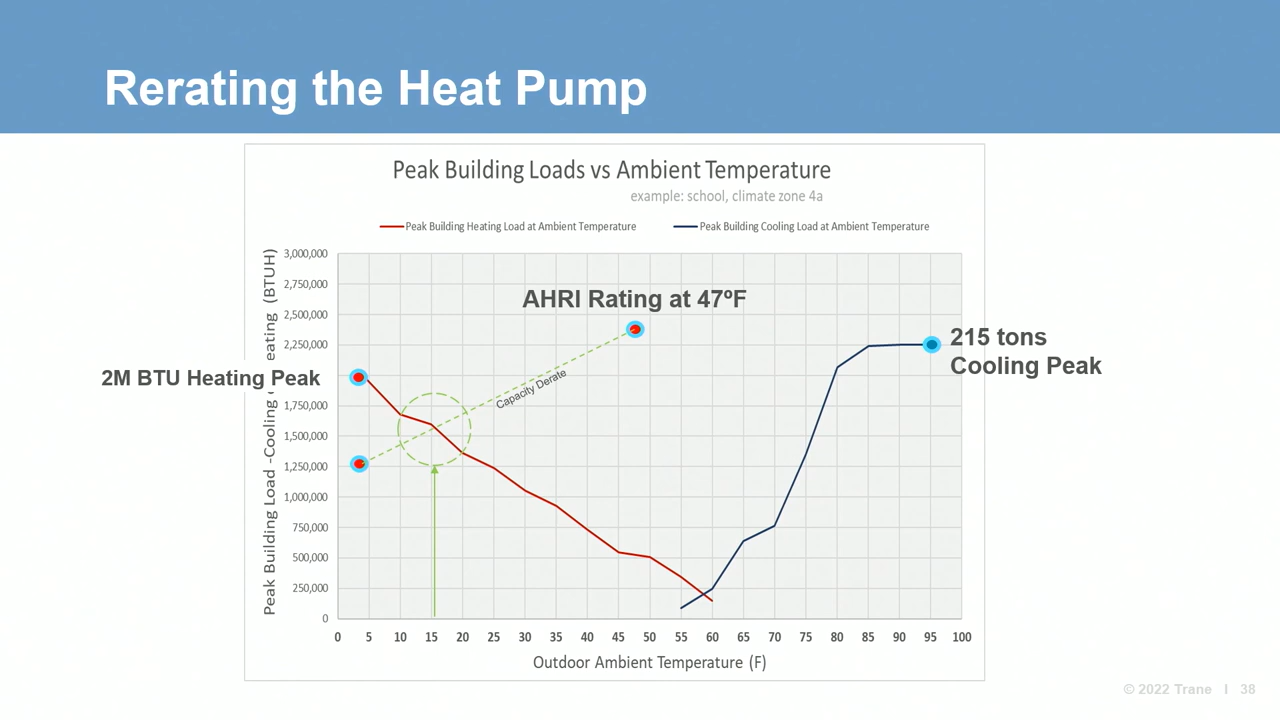 Rerating the Heat Pump
Peak Building Loads vs Ambient Temperature
example: school, climate zone 4a
Peak Building Heating Load at Ambient Temperature
Peak Building Cooling Load at Ambient Temperature
Peak Building Load -Cooling eating (BTUH)
3,000,000
2,750,000
2,500,000
2,250,000
1,750,000
1,500,000
1,250,000
1,000,000
750,000
500,000
250,000
0
AHRI Rating at 47ºF
215 tons
Cooling Peak
2M BTU Heating Peak
Capacity Derate
0 5 10 15 20 25 30 35 40 45 50 55 60 65 70 75 80 85 90 95 100
Outdoor Ambient Temperature (F)
© 2022 Trane I 38